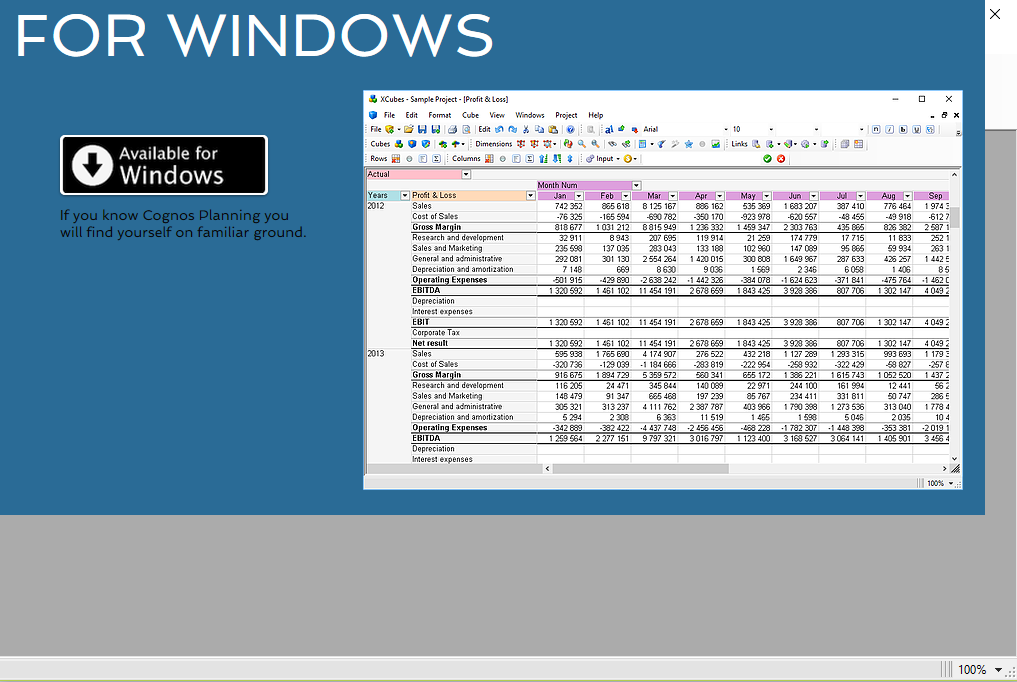 FOR WINDOWS
Available for
Windows
If you know Cognos Planning you
will find yourself on familiar ground.
XCubes - Sample Project - [Profit & Loss]
File Edit Format Cube View Windows Project Help
File Edit Arial 10
Cubes Dimensions Links
Rows Columns Input
Actual
Month Num
Years Profit & Loss Jan Feb Mar Apr May Jun Jul Aug Sep
2012 Sales 742 352 865 618 8 125 167 886 162 535 369 1 683 207 387 410 776 464 1 974 3
Cost of Sales -76 325 -165 594 -690 782 -350 170 -923 978 -620 557 -48 455 -49 918 -612 7
Gross Margin 818 677 1 031 212 8 815 949 1 236 332 1 459 347 2 303 763 435 865 826 382 2 587 1
Research and development 32 911 8 943 207 695 119 914 21 259 174 779 17 715 11 833 252 1
Sales and Marketing 235 598 137 035 283 043 133 188 102 960 147 089 95 865 59 934 263 1
General and administrative 292 081 301 130 2 554 264 1 420 015 300 808 1 649 967 287 633 426 257 1 442 5
Depreciation and amortization 7 148 669 8 630 9 036 1 569 2 346 6 058 1 406 8 5
Operating Expenses -501 915 -429 890 -2 638 242 -1 442 326 -384 078 -1 624 623 -371 841 -475 764 -1 462 0
EBITDA 1 320 592 1 461 102 11 454 191 2 678 659 1 843 425 3 928 386 807 706 1 302 147 4 049 2
Depreciation
Interest expenses
EBIT 1 320 592 1 461 102 11 454 191 2 678 659 1 843 425 3 928 386 807 706 1 302 147 4 049 2
Corporate Tax
Net result 1 320 592 1 461 102 11 454 191 2 678 659 1 843 425 3 928 386 807 706 1 302 147 4 049 2
2013 Sales 595 938 1 765 690 4 174 907 276 522 432 218 1 127 289 1 293 315 993 693 1 179 3
Cost of Sales -320 736 -129 039 -1 184 666 -283 819 -222 954 -258 932 -322 429 -58 827 -257 8
Gross Margin 916 675 1 894 729 5 359 572 560 341 655 172 1 386 221 1 615 743 1 052 520 1 437 2
Research and development 116 205 24 471 345 844 140 089 22 971 244 100 161 994 12 441 56 2
Sales and Marketing 148 479 91 347 665 468 197 239 85 767 234 411 331 811 50 747 286 5
General and administrative 305 321 313 237 4 111 762 2 387 787 403 966 1 790 398 1 273 536 313 040 1 778 4
Depreciation and amortization 5 294 2 308 6 363 11 519 1 465 1 598 5 046 2 035 10 4
Operating Expenses -342 889 -382 422 -4 437 748 -2 456 456 -468 228 -1 782 307 -1 448 398 -353 381 -2 019 1
EBITDA 1 259 564 2 277 151 9 797 321 3 016 797 1 123 400 3 168 527 3 064 141 1 405 901 3 456 4
Depreciation
Interest expenses
100%
100%